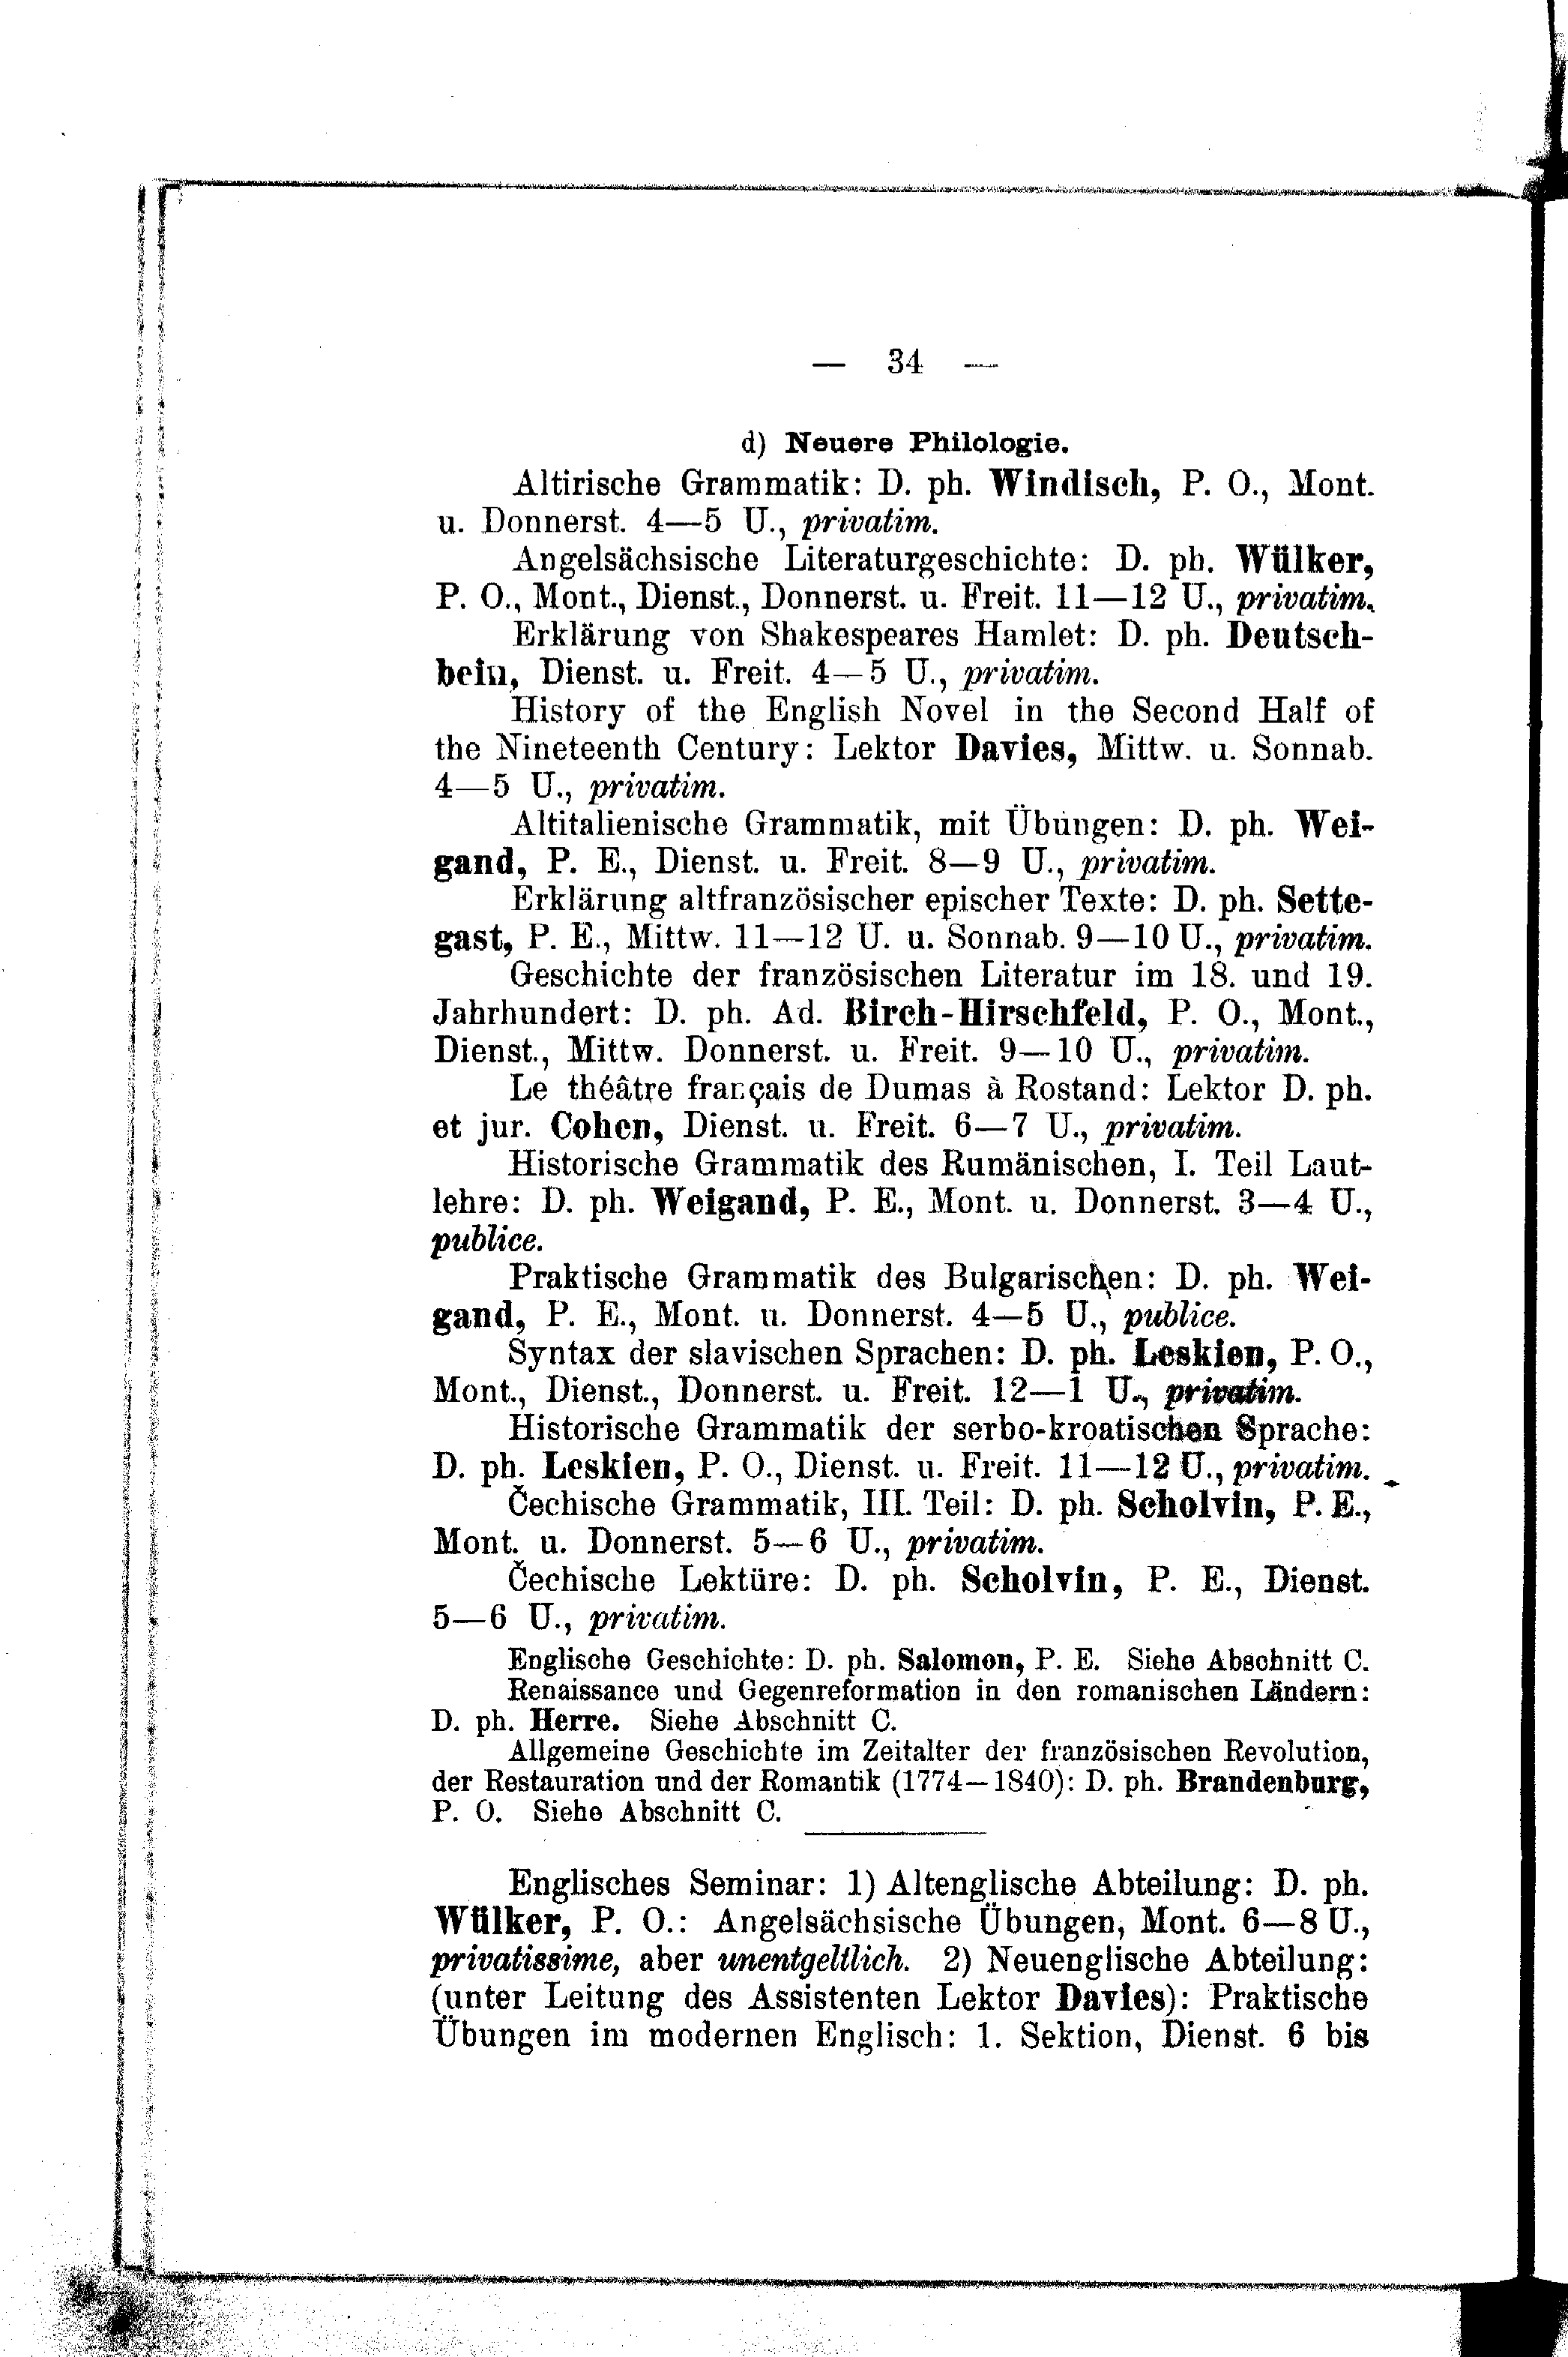 — 34 —
d) Neuere Philologie.
Altirische Grammatik: D. ph. Windisch, P. O., Mont.
u. Donnerst. 4—5 U., privatim.
Angelsächsische Literaturgeschichte: D. ph. Wülker,
P. O., Mont., Dienst., Donnerst. u. Freit. 11—12 U., privatim.
Erklärung von Shakespeares Hamlet: D. ph. Deutsch-
bein, Dienst. u. Freit. 4—5 U., privatim.
History of the English Novel in the Second Half of
the Nineteenth Century: Lektor Davies, Mittw. u. Sonnab.
4—5 U., privatim.
Altitalienische Grammatik, mit Übungen: D. ph. Wei-
gand, P. E., Dienst. u. Freit. 8—9 U., privatim.
Erklärung altfranzösischer epischer Texte: D. ph. Sette-
gast, P. E., Mittw. 11—12 U. u. Sonnab. 9—10 U., privatim.
Geschichte der französischen Literatur im 18. und 19.
Jahrhundert: D. ph. Ad. Birch-Hirschfeld, P. O., Mont.,
Dienst., Mittw. Donnerst. u. Freit. 9—10 U., privatim.
Le théâtre français de Dumas à Rostand: Lektor D. ph.
et jur. Cohen, Dienst. u. Freit. 6—7 U., privatim.
Historische Grammatik des Rumänischen, I. Teil Laut-
lehre: D. ph. Weigand, P. E., Mont. u. Donnerst. 3—4 U.,
publice.
Praktische Grammatik des Bulgarischen: D. ph. Wei-
gand, P. E., Mont. u. Donnerst. 4—5 U., publice.
Syntax der slavischen Sprachen: D. ph. Leskien, P. O.,
Mont., Dienst., Donnerst. u. Freit. 12—1 U., privatim.
Historische Grammatik der serbo-kroatischen Sprache:
D. ph. Leskien, P. O., Dienst. u. Freit. 11—12 U., privatim.
Čechische Grammatik, III. Teil: D. ph. Scholvin, P. E.,
Mont. u. Donnerst. 5—6 U., privatim.
Čechische Lektüre: D. ph. Scholvin, P. E., Dienst.
5—6 U., privatim.
Englische Geschichte: D. ph. Salomon, P. E. Siehe Abschnitt C.
Renaissance und Gegenreformation in den romanischen Ländern:
D. ph. Herre. Siehe Abschnitt C.
Allgemeine Geschichte im Zeitalter der französischen Revolution,
der Restauration und der Romantik (1774—1840): D. ph. Brandenburg,
P. O. Siehe Abschnitt C.
Englisches Seminar: 1) Altenglische Abteilung: D. ph.
Wülker, P. O.: Angelsächsische Übungen, Mont. 6—8 U.,
privatissime, aber unentgeltlich. 2) Neuenglische Abteilung:
(unter Leitung des Assistenten Lektor Davies): Praktische
Übungen im modernen Englisch: 1. Sektion, Dienst. 6 bis